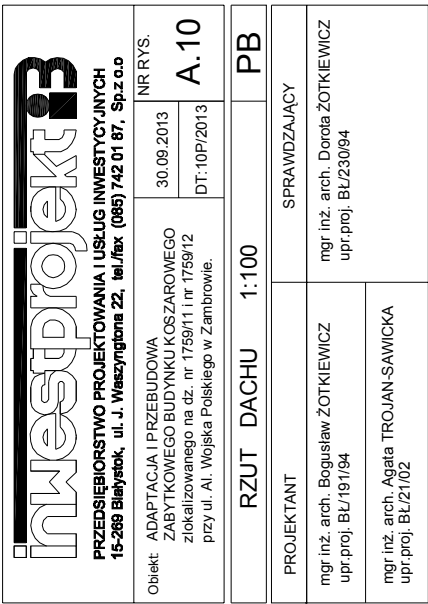 inwestprojekt B
PRZEDSIĘBIORSTWO PROJEKTOWANIA I USŁUG INWESTYCYJNYCH
15-269 Białystok, ul. J. Waszyngtona 22, tel./fax (085) 742 01 87, Sp.z o.o
Obiekt: ADAPTACJA I PRZEBUDOWA
ZABYTKOWEGO BUDYNKU KOSZAROWEGO
zlokalizowanego na dz. nr 1759/11 i nr 1759/12
przy ul. Al. Wojska Polskiego w Zambrowie.
30.09.2013
DT:10P/2013
NR RYS.
A.10
RZUT DACHU 1:100
PB
PROJEKTANT
SPRAWDZAJĄCY
mgr inż. arch. Bogusław ŻOTKIEWICZ
upr.proj. BŁ/191/94
mgr inż. arch. Dorota ŻOTKIEWICZ
upr.proj. BŁ/230/94
mgr inż. arch. Agata TROJAN-SAWICKA
upr.proj. BŁ/21/02